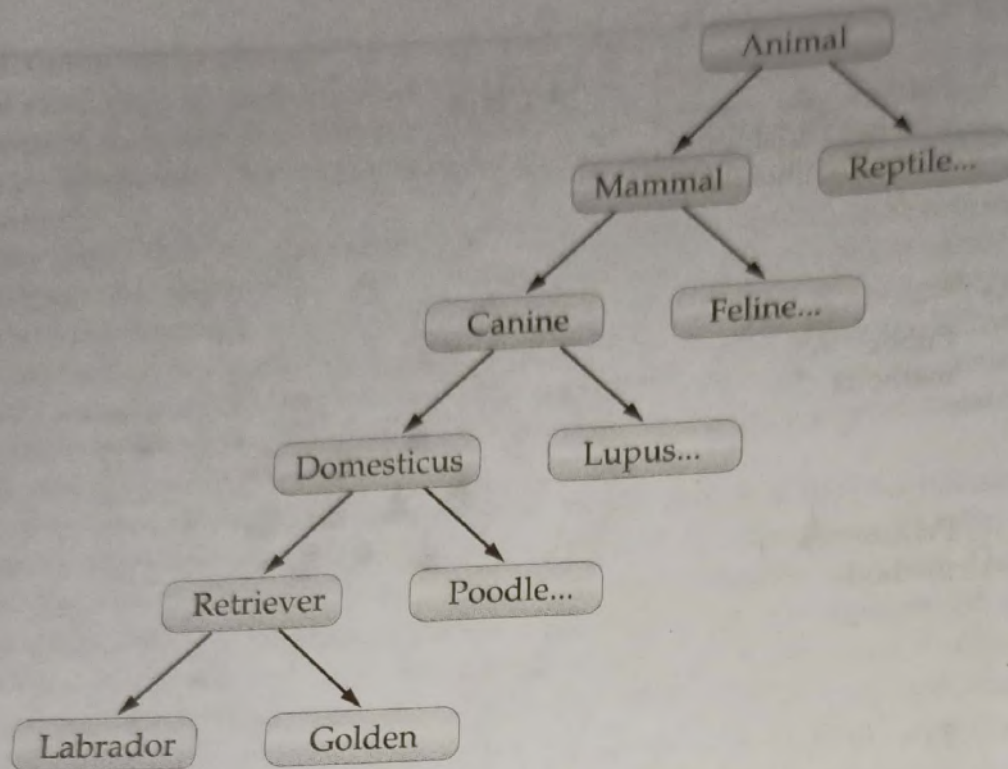 Animal
Mammal
Reptile...
Canine
Feline...
Domesticus
Lupus...
Retriever
Poodle...
Labrador
Golden